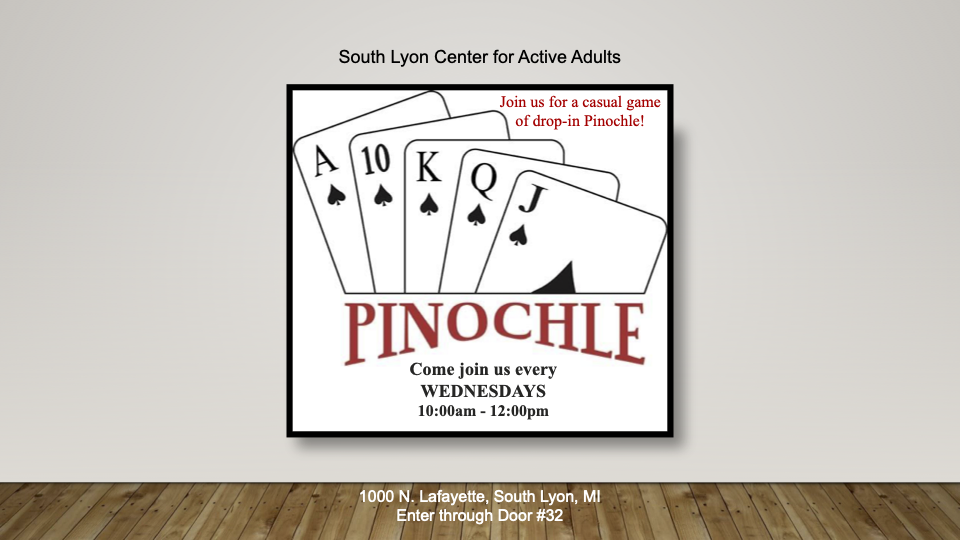 South Lyon Center for Active Adults
Join us for a casual game
of drop-in Pinochle!
A
10
K
Q
J
PINOCHLE
Come join us every
WEDNESDAYS
10:00am - 12:00pm
1000 N. Lafayette, South Lyon, MI
Enter through Door #32